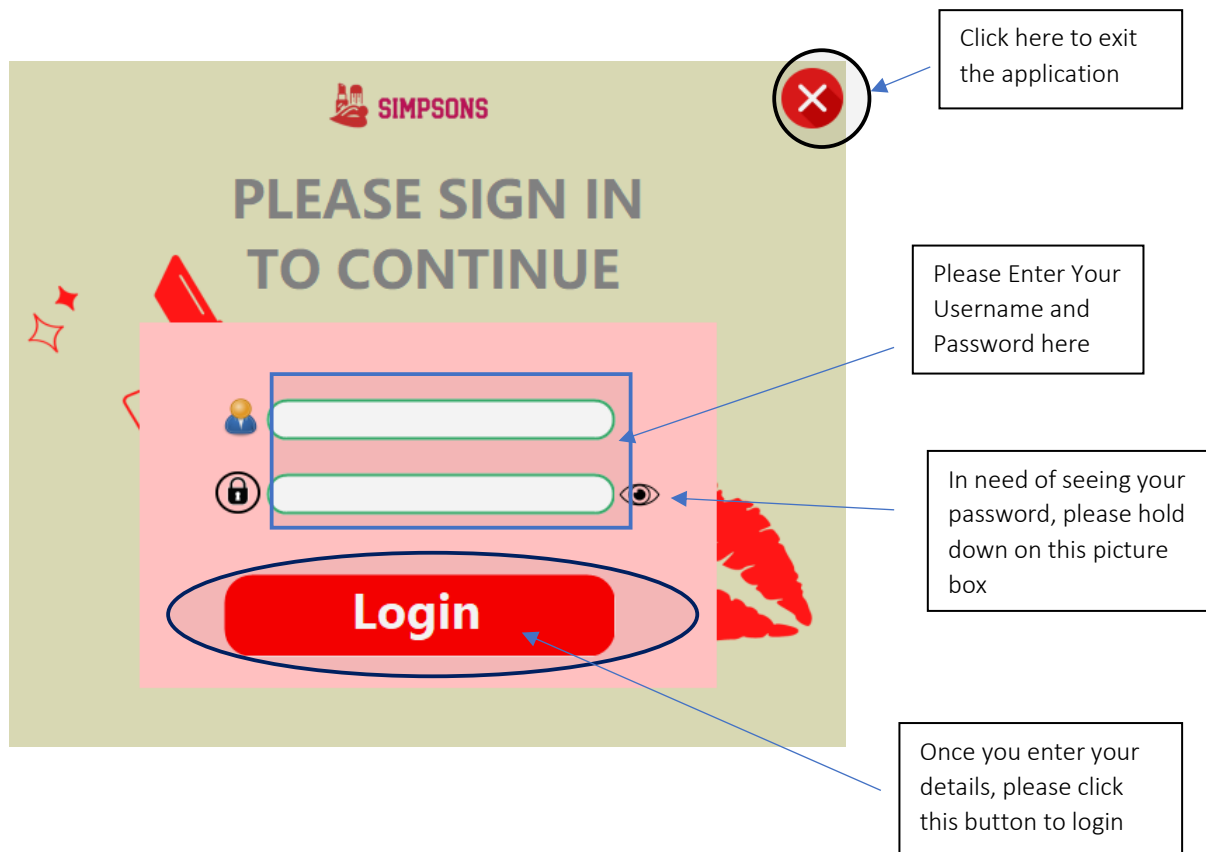 Click here to exit
the application
SIMPSONS
PLEASE SIGN IN
TO CONTINUE
Please Enter Your
Username and
Password here
In need of seeing your
password, please hold
down on this picture
box
Login
Once you enter your
details, please click
this button to login